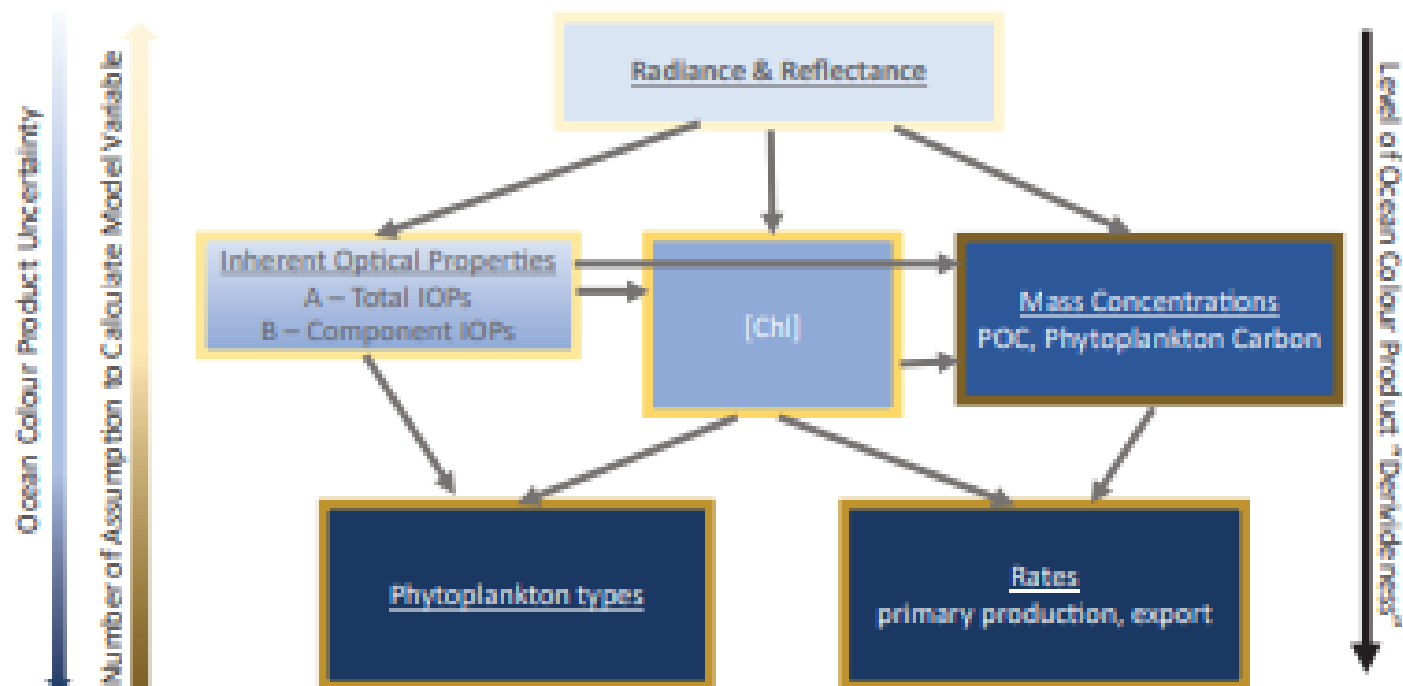 Ocean Colour Product Uncertainty
Number of Assumption to Calculate Model Variable
Radiance & Reflectance
Inherent Optical Properties
A – Total IOPs
B – Component IOPs
[Chl]
Mass Concentrations
POC, Phytoplankton Carbon
Phytoplankton types
Rates
primary production, export
Level of Ocean Colour Product "Derivideness"